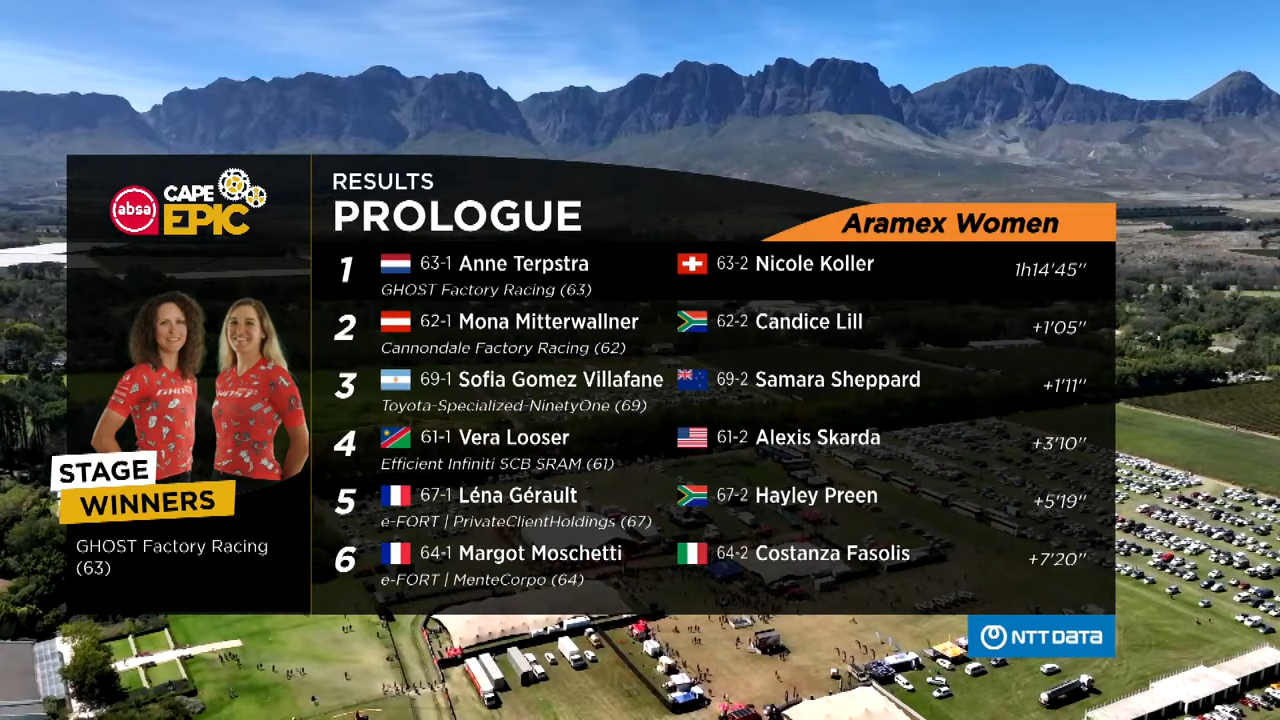 absa CAPE EPIC
RESULTS
PROLOGUE
Aramex Women
1 63-1 Anne Terpstra 63-2 Nicole Koller 1h14'45"
GHOST Factory Racing (63)
2 62-1 Mona Mitterwallner 62-2 Candice Lill +1'05"
Cannondale Factory Racing (62)
3 69-1 Sofia Gomez Villafane 69-2 Samara Sheppard +1'11"
Toyota-Specialized-NinetyOne (69)
4 61-1 Vera Looser 61-2 Alexis Skarda +3'10"
Efficient Infiniti SCB SRAM (61)
5 67-1 Léna Gérault 67-2 Hayley Preen +5'19"
e-FORT | PrivateClientHoldings (67)
6 64-1 Margot Moschetti 64-2 Costanza Fasolis +7'20"
e-FORT | MenteCorpo (64)
GHOST
GHOST
STAGE
WINNERS
GHOST Factory Racing
(63)
NTT DATA